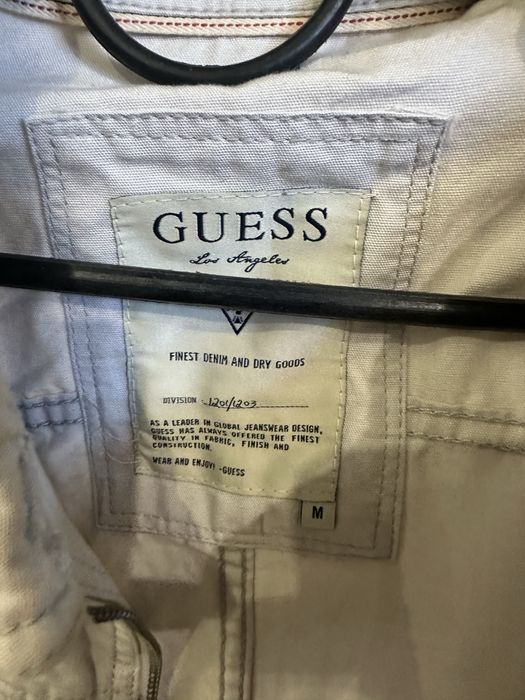 GUESS
Los Angeles
FINEST DENIM AND DRY GOODS
DIVISION 1201/1203
AS A LEADER IN GLOBAL JEANSWEAR DESIGN,
GUESS HAS ALWAYS OFFERED THE FINEST
QUALITY IN FABRIC, FINISH AND
CONSTRUCTION.
WEAR AND ENJOY! -GUESS
M